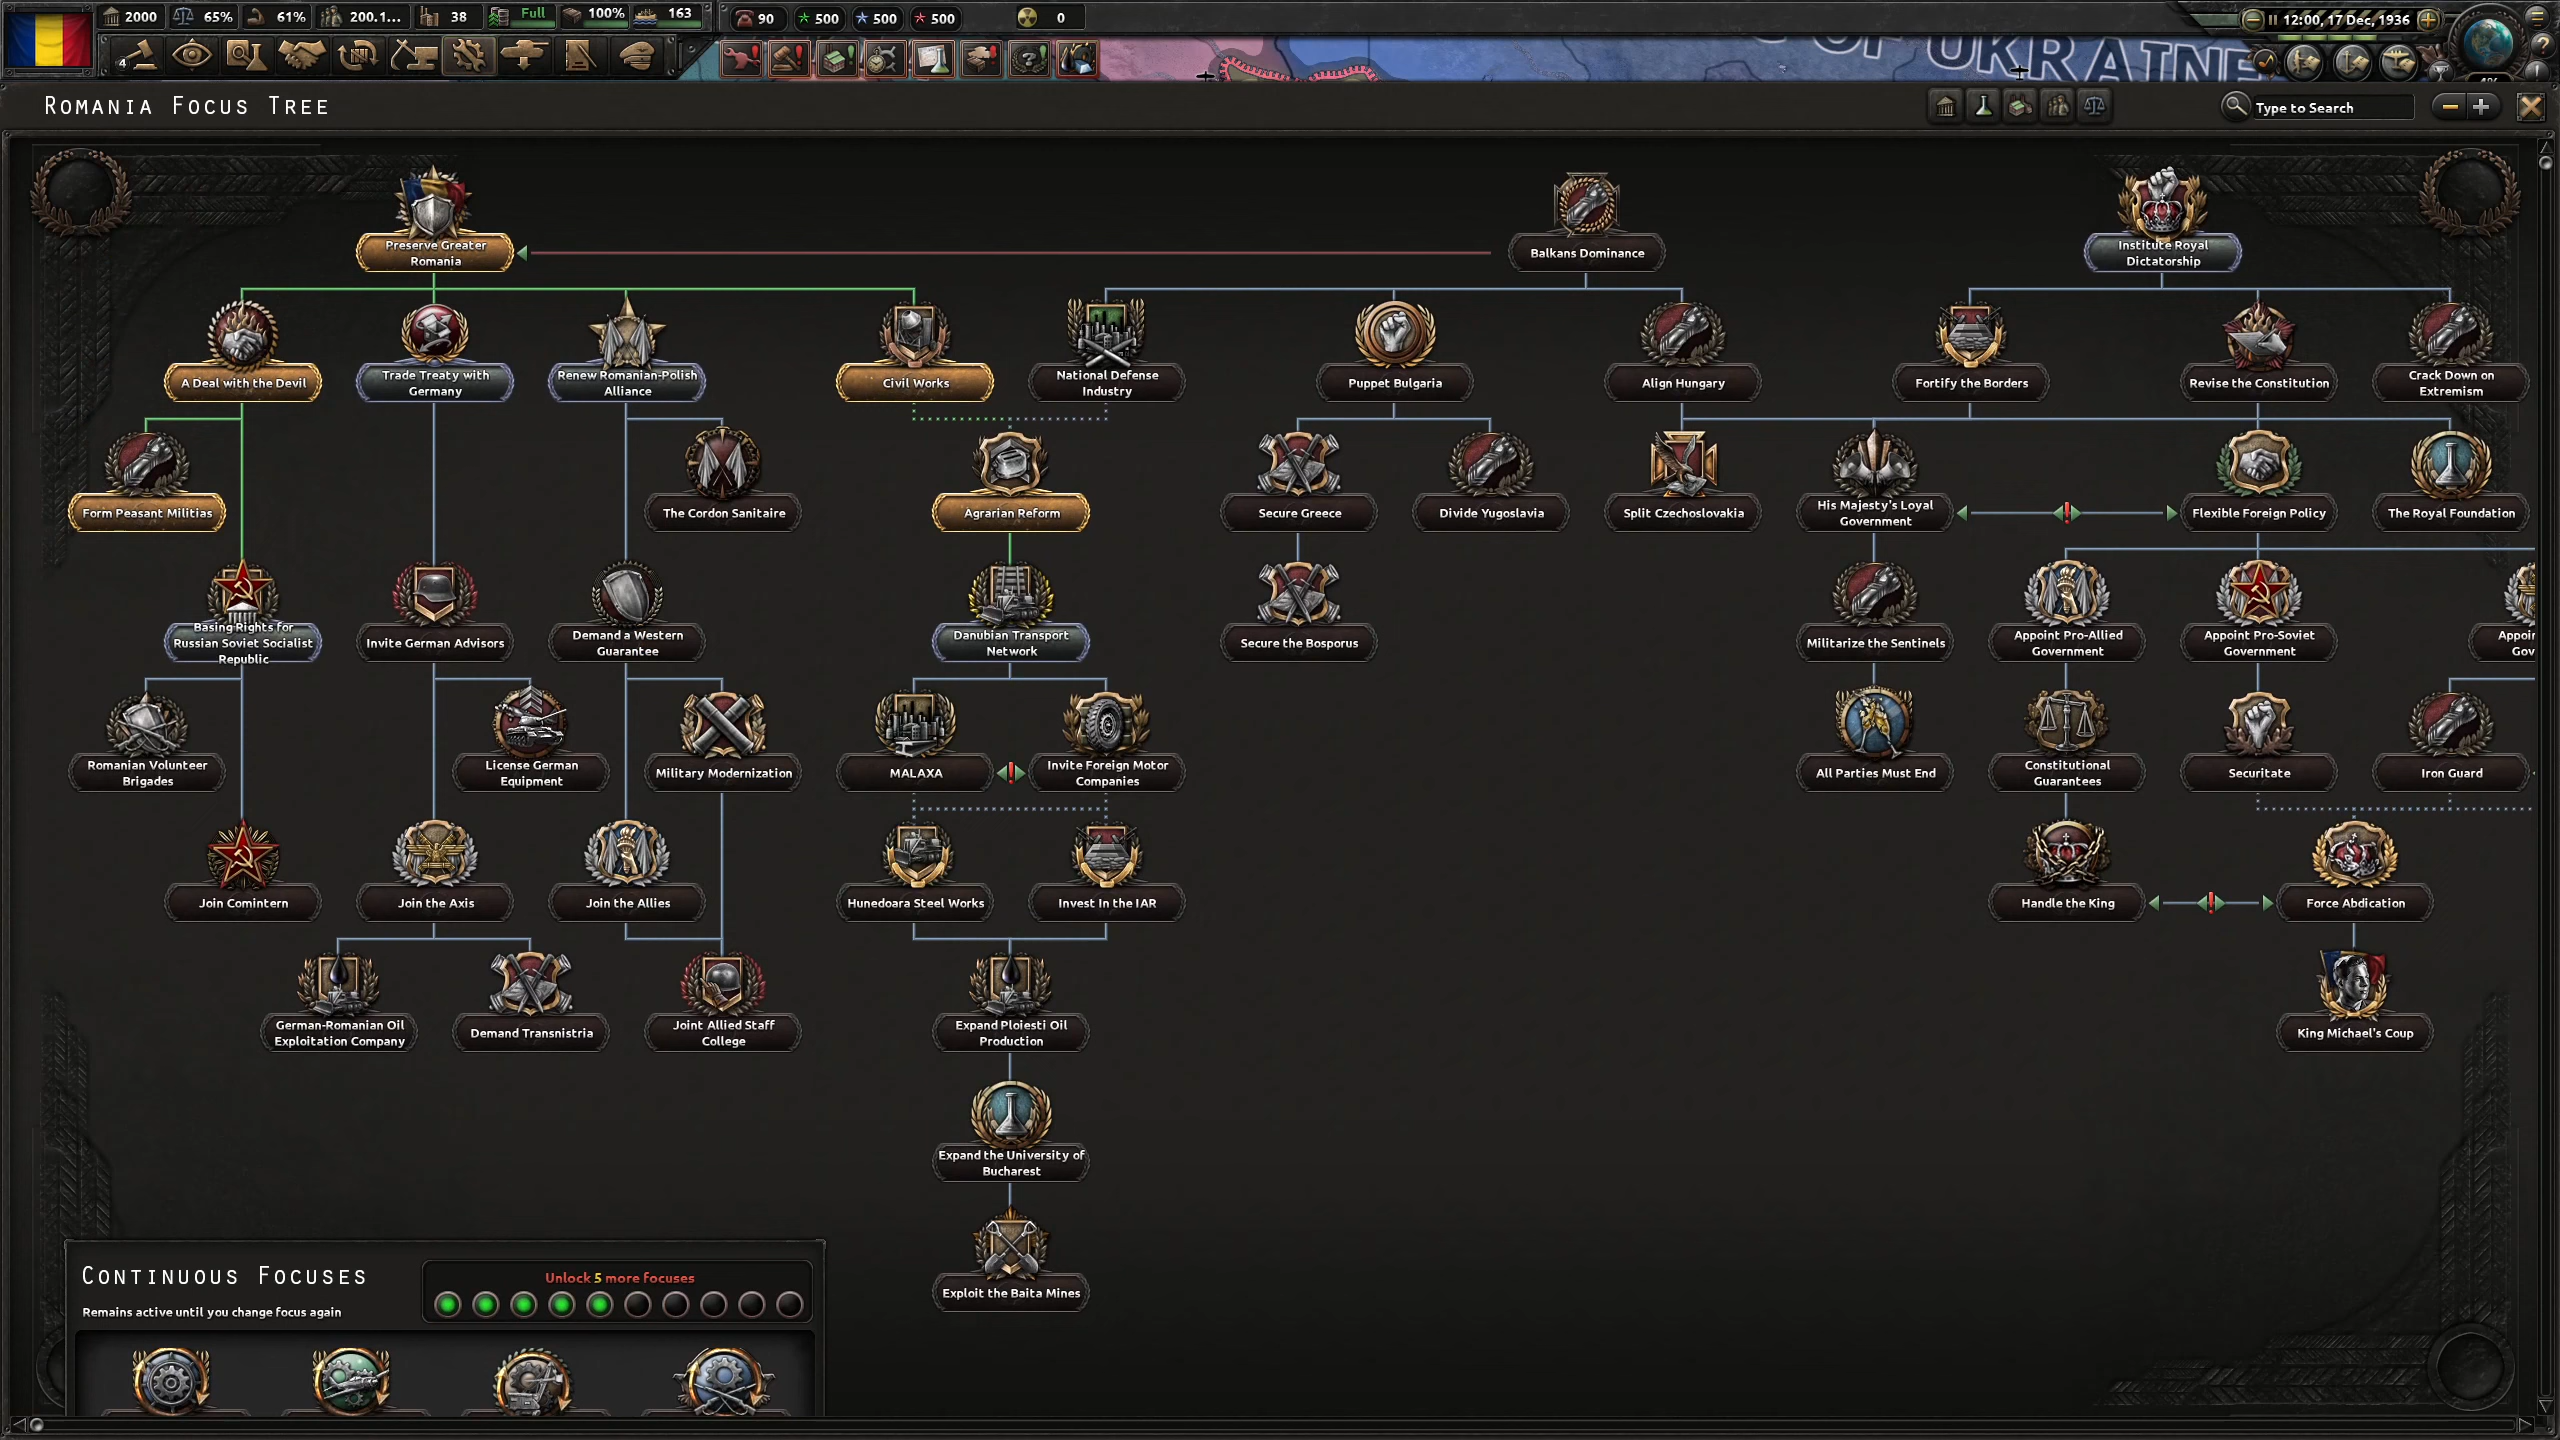 2000 65% 61% 200.1... 38 Full 100% 163 90 500 500 500 0
12:00, 17 Dec, 1936
4
OF UKRAINE
ROMANIA FOCUS TREE
Type to Search
Preserve Greater
Romania
Balkans Dominance
Institute Royal
Dictatorship
A Deal with the Devil
Trade Treaty with
Germany
Renew Romanian-Polish
Alliance
Civil Works
National Defense
Industry
Puppet Bulgaria
Align Hungary
Fortify the Borders
Revise the Constitution
Crack Down on
Extremism
Form Peasant Militias
The Cordon Sanitaire
Agrarian Reform
Secure Greece
Divide Yugoslavia
Split Czechoslovakia
His Majesty's Loyal
Government
Flexible Foreign Policy
The Royal Foundation
Basing Rights for
Russian Soviet Socialist
Republic
Invite German Advisors
Demand a Western
Guarantee
Danubian Transport
Network
Secure the Bosporus
Militarize the Sentinels
Appoint Pro-Allied
Government
Appoint Pro-Soviet
Government
Appoin
Gov
Romanian Volunteer
Brigades
License German
Equipment
Military Modernization
MALAXA
Invite Foreign Motor
Companies
All Parties Must End
Constitutional
Guarantees
Securitate
Iron Guard
Join Comintern
Join the Axis
Join the Allies
Hunedoara Steel Works
Invest In the IAR
Handle the King
Force Abdication
German-Romanian Oil
Exploitation Company
Demand Transnistria
Joint Allied Staff
College
Expand Ploiesti Oil
Production
King Michael's Coup
Expand the University of
Bucharest
Exploit the Baita Mines
CONTINUOUS FOCUSES
Unlock 5 more focuses
Remains active until you change focus again